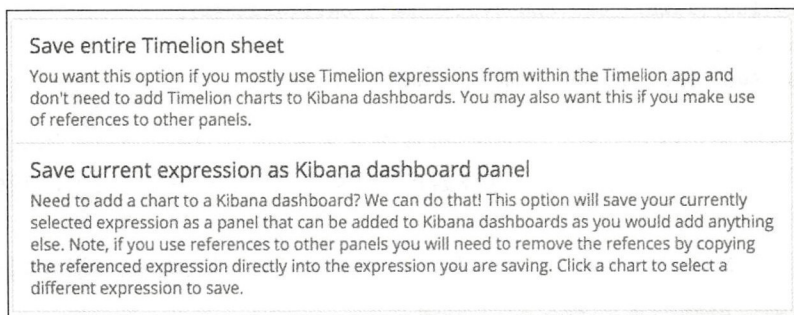 Save entire Timelion sheet
You want this option if you mostly use Timelion expressions from within the Timelion app and
don't need to add Timelion charts to Kibana dashboards. You may also want this if you make use
of references to other panels.
Save current expression as Kibana dashboard panel
Need to add a chart to a Kibana dashboard? We can do that! This option will save your currently
selected expression as a panel that can be added to Kibana dashboards as you would add anything
else. Note, if you use references to other panels you will need to remove the refences by copying
the referenced expression directly into the expression you are saving. Click a chart to select a
different expression to save.